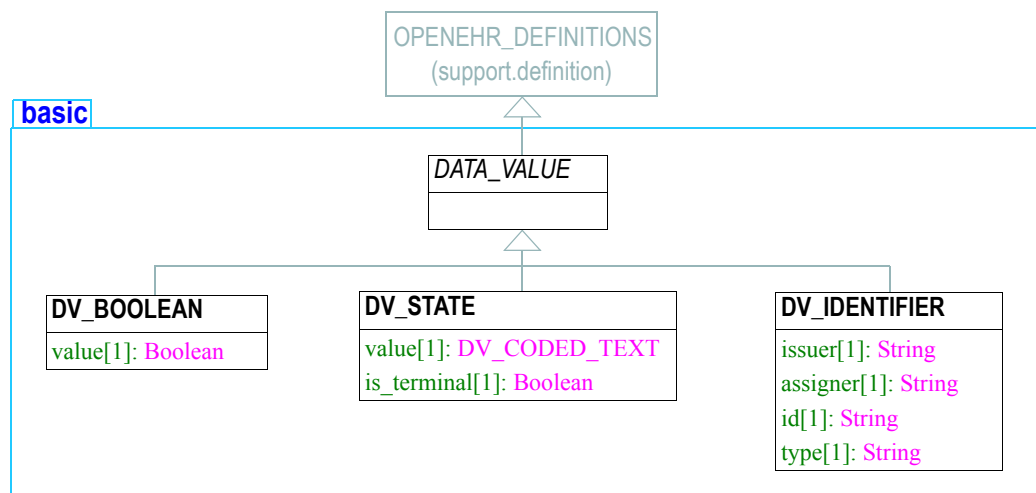 OPENEHR_DEFINITIONS
(support.definition)
basic
DATA_VALUE
DV_BOOLEAN
value[1]: Boolean
DV_STATE
value[1]: DV_CODED_TEXT
is_terminal[1]: Boolean
DV_IDENTIFIER
issuer[1]: String
assigner[1]: String
id[1]: String
type[1]: String